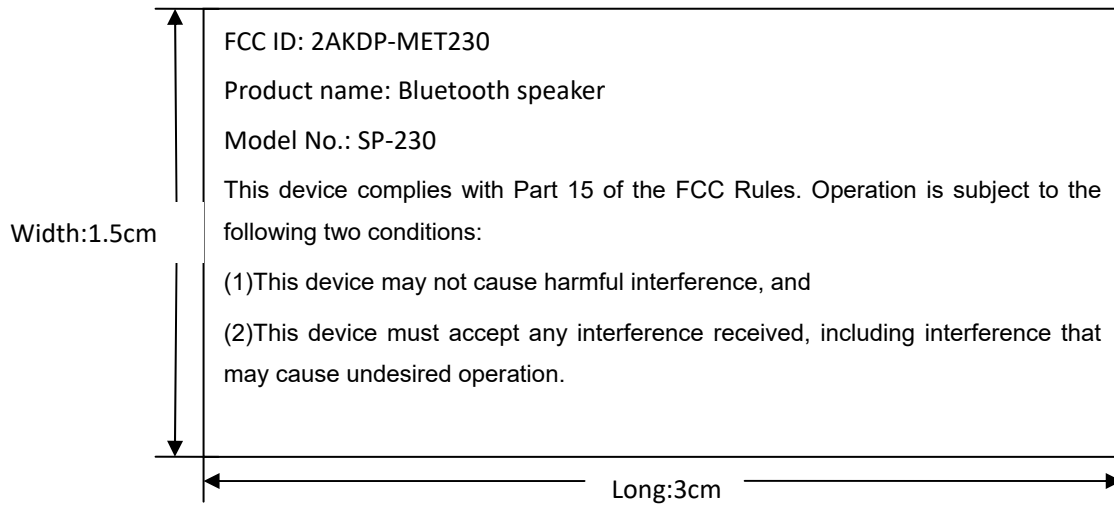 FCC ID: 2AKDP-MET230
Product name: Bluetooth speaker
Model No.: SP-230
This device complies with Part 15 of the FCC Rules. Operation is subject to the
Width:1.5cm
following two conditions:
(1)This device may not cause harmful interference, and
(2)This device must accept any interference received, including interference that
may cause undesired operation.
Long:3cm